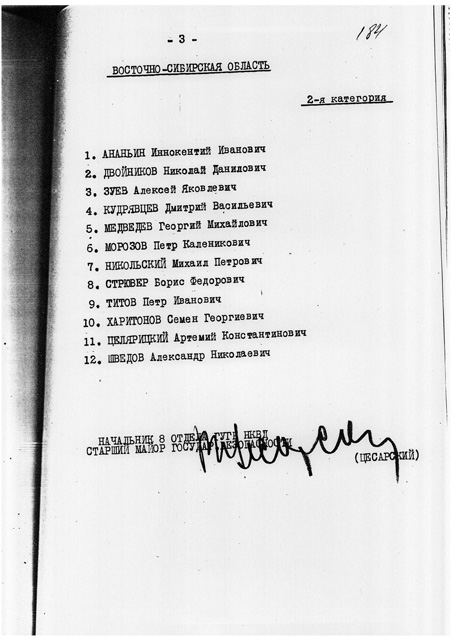 - 3 -
184
ВОСТОЧНО-СИБИРСКАЯ ОБЛАСТЬ
2-я категория
1. АНАНЬИН Иннокентий Иванович
2. ДВОЙНИКОВ Николай Данилович
3. ЗУЕВ Алексей Яковлевич
4. КУДРЯВЦЕВ Дмитрий Васильевич
5. МЕДВЕДЕВ Георгий Михайлович
6. МОРОЗОВ Петр Каленикович
7. НИКОЛЬСКИЙ Михаил Петрович
8. СТРЮВЕР Борис Федорович
9. ТИТОВ Петр Иванович
10. ХАРИТОНОВ Семен Георгиевич
11. ЦЕЛЯРИЦКИЙ Артемий Константинович
12. ШВЕДОВ Александр Николаевич
НАЧАЛЬНИК 8 ОТДЕЛА ГУГБ НКВД
СТАРШИЙ МАЙОР ГОСУДАР.БЕЗОПАСНОСТИ
(ЦЕСАРСКИЙ)